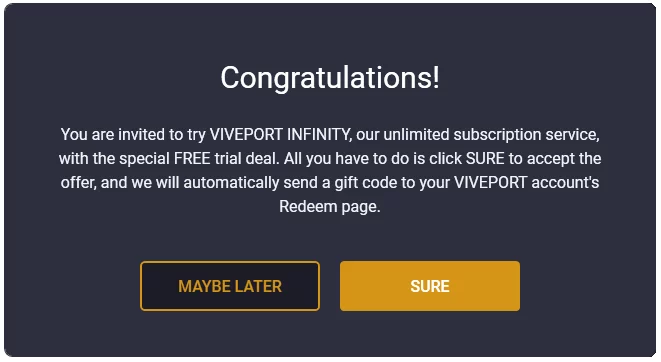 Congratulations!
You are invited to try VIVEPORT INFINITY, our unlimited subscription service,
with the special FREE trial deal. All you have to do is click SURE to accept the
offer, and we will automatically send a gift code to your VIVEPORT account's
Redeem page.
MAYBE LATER
SURE